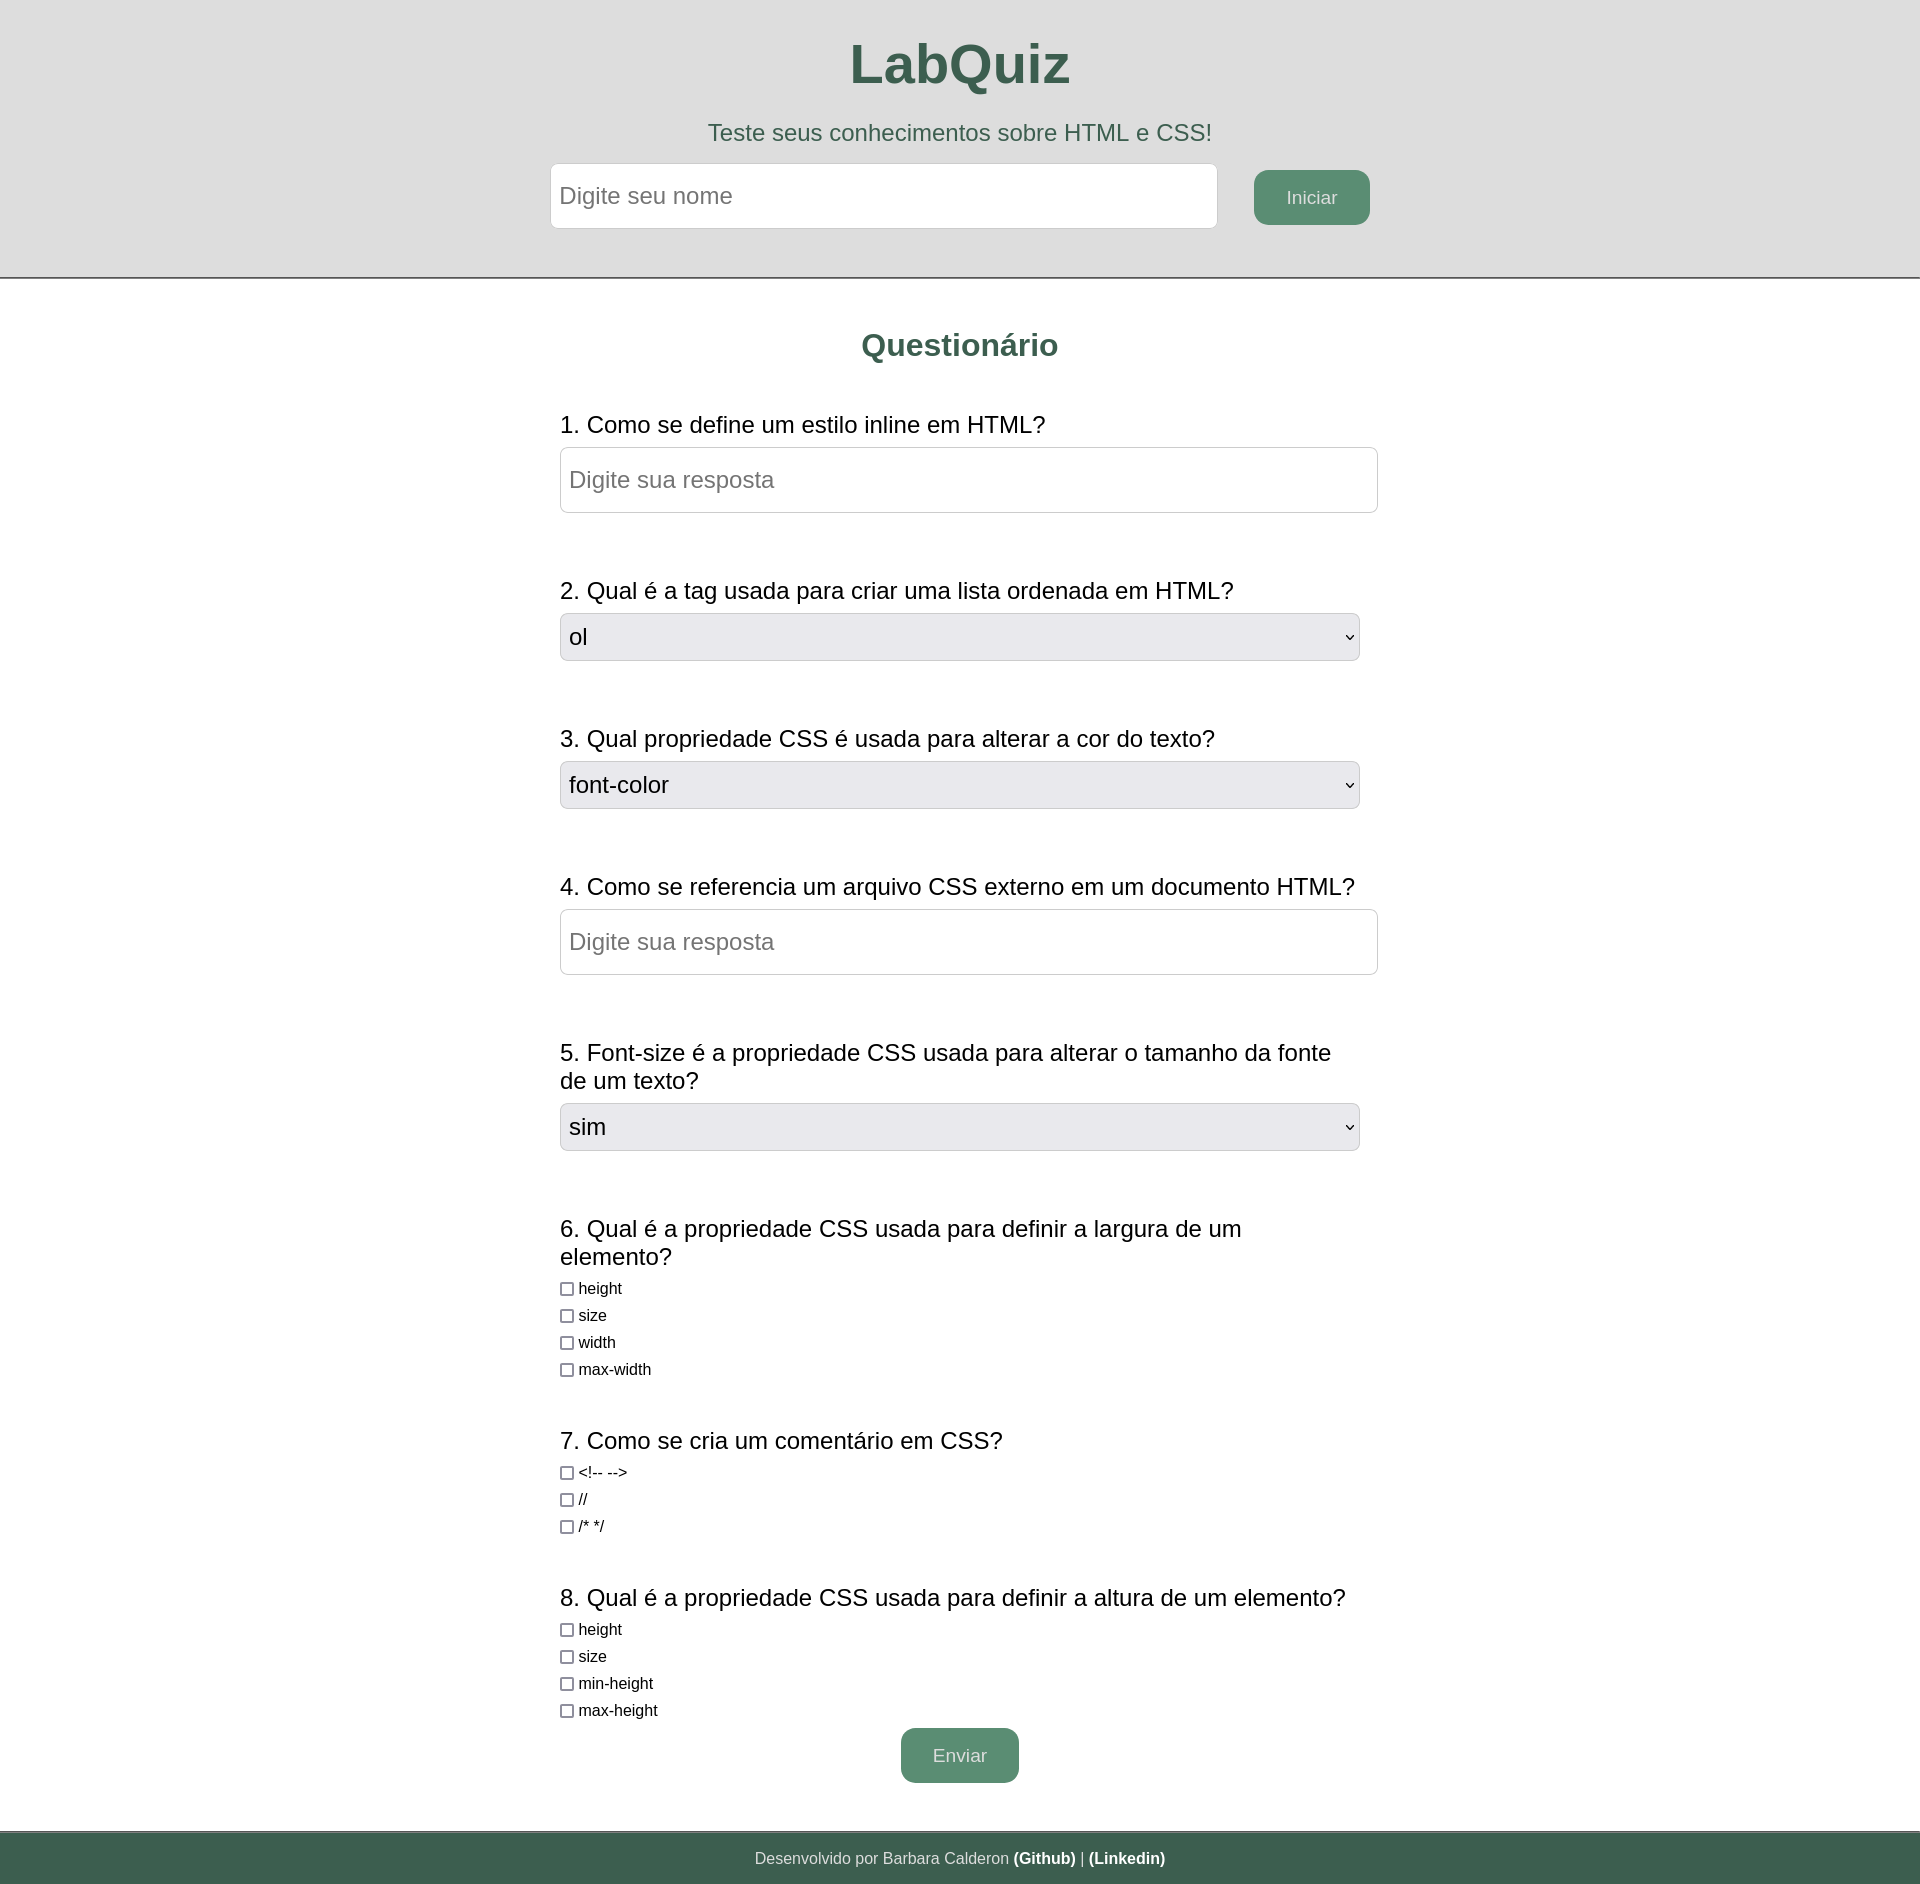 LabQuiz
Teste seus conhecimentos sobre HTML e CSS!
Digite seu nome
Iniciar
Questionário
1. Como se define um estilo inline em HTML?
Digite sua resposta
2. Qual é a tag usada para criar uma lista ordenada em HTML?
ol
3. Qual propriedade CSS é usada para alterar a cor do texto?
font-color
4. Como se referencia um arquivo CSS externo em um documento HTML?
Digite sua resposta
5. Font-size é a propriedade CSS usada para alterar o tamanho da fonte
de um texto?
sim
6. Qual é a propriedade CSS usada para definir a largura de um
elemento?
height
size
width
max-width
7. Como se cria um comentário em CSS?
<!-- -->
//
/* */
8. Qual é a propriedade CSS usada para definir a altura de um elemento?
height
size
min-height
max-height
Enviar
Desenvolvido por Barbara Calderon (Github) | (Linkedin)